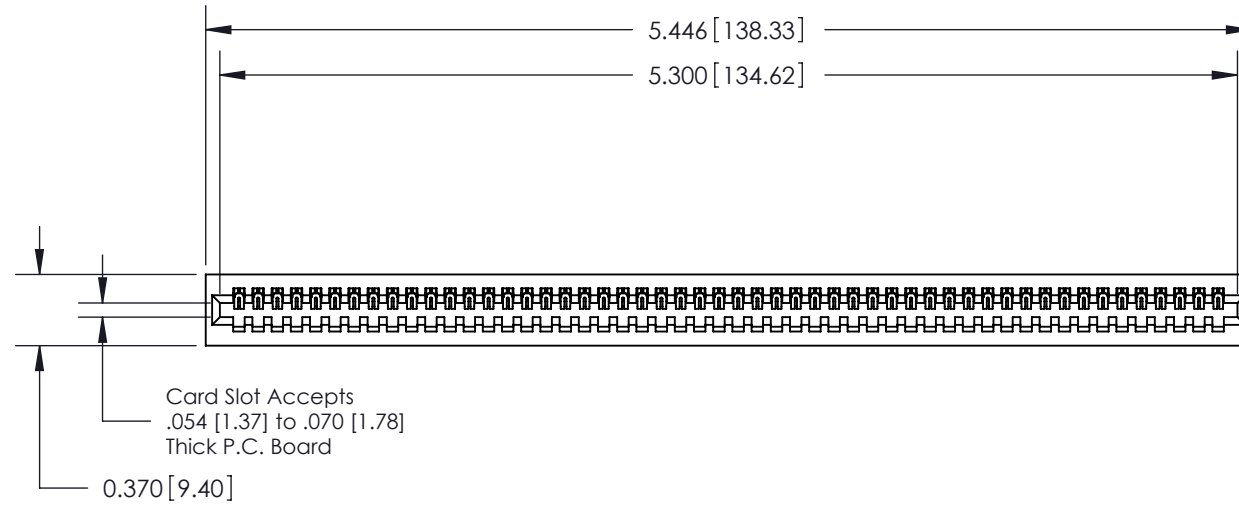 5.446 [138.33]
5.300 [134.62]
Card Slot Accepts
.054 [1.37] to .070 [1.78]
Thick P.C. Board
0.370 [9.40]